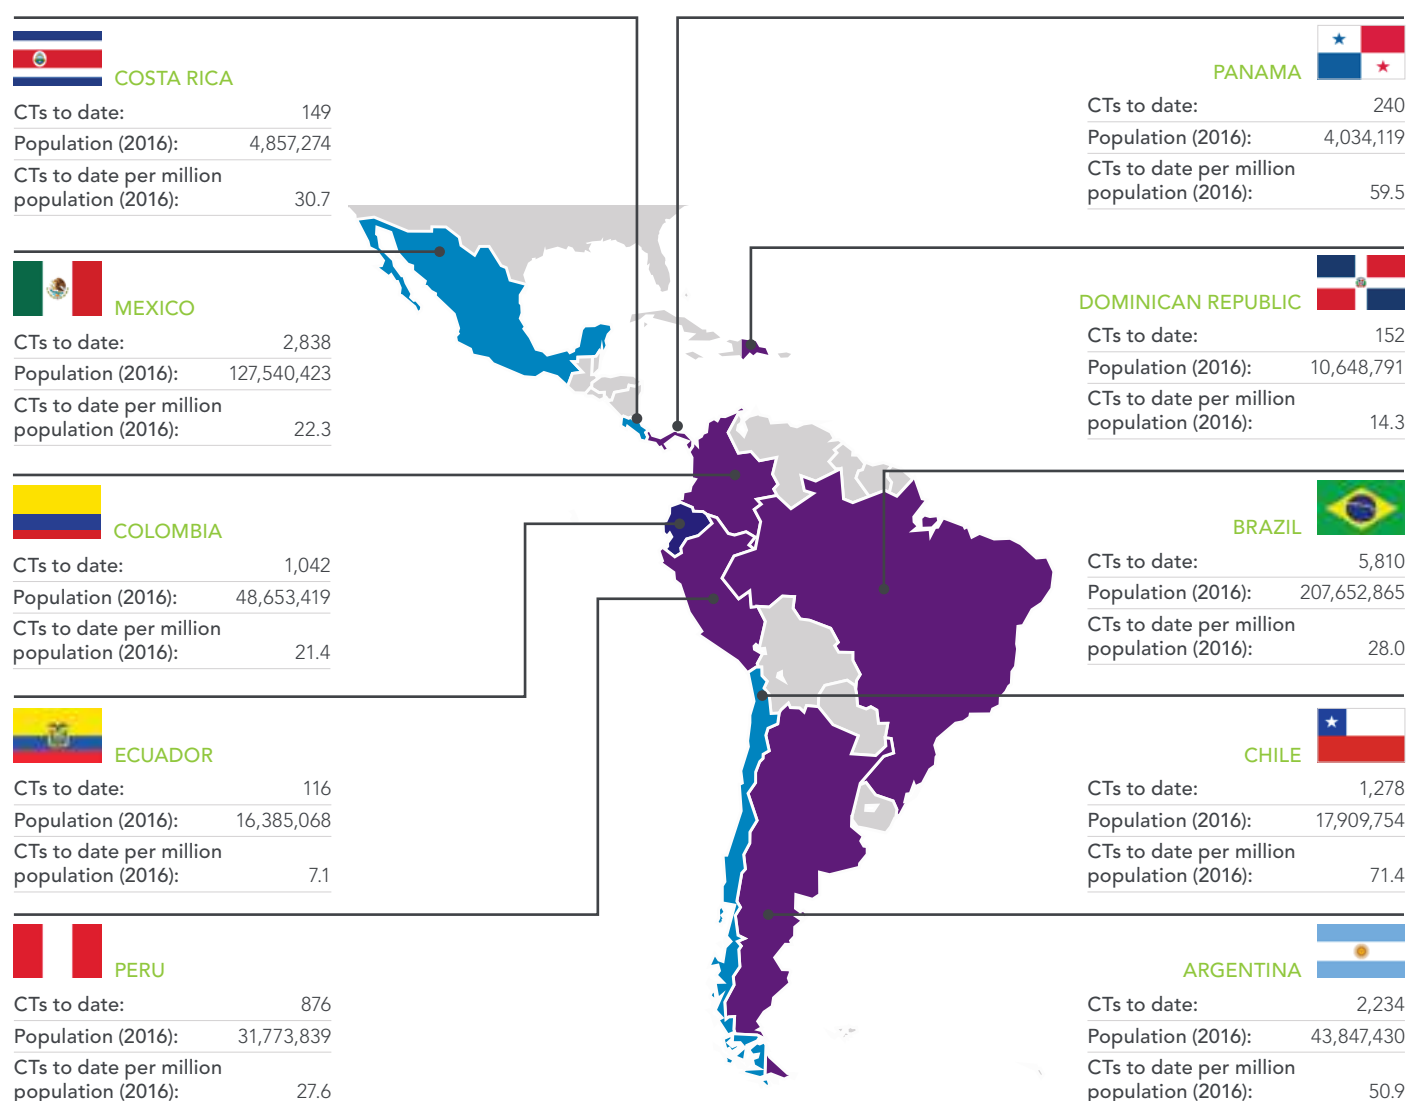 COSTA RICA
CTs to date: 149
Population (2016): 4,857,274
CTs to date per million
population (2016): 30.7
MEXICO
CTs to date: 2,838
Population (2016): 127,540,423
CTs to date per million
population (2016): 22.3
COLOMBIA
CTs to date: 1,042
Population (2016): 48,653,419
CTs to date per million
population (2016): 21.4
ECUADOR
CTs to date: 116
Population (2016): 16,385,068
CTs to date per million
population (2016): 7.1
PERU
CTs to date: 876
Population (2016): 31,773,839
CTs to date per million
population (2016): 27.6
PANAMA
CTs to date: 240
Population (2016): 4,034,119
CTs to date per million
population (2016): 59.5
DOMINICAN REPUBLIC
CTs to date: 152
Population (2016): 10,648,791
CTs to date per million
population (2016): 14.3
BRAZIL
CTs to date: 5,810
Population (2016): 207,652,865
CTs to date per million
population (2016): 28.0
CHILE
CTs to date: 1,278
Population (2016): 17,909,754
CTs to date per million
population (2016): 71.4
ARGENTINA
CTs to date: 2,234
Population (2016): 43,847,430
CTs to date per million
population (2016): 50.9